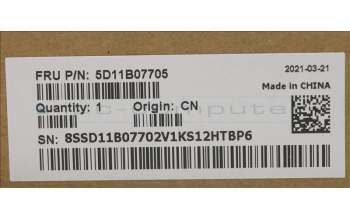 FRU P/N: 5D11B07705
2021-03-21
Made in CHINA
Quantity: 1
Origin: CN
SN: 8SSD11B07702V1KS12HTBP6